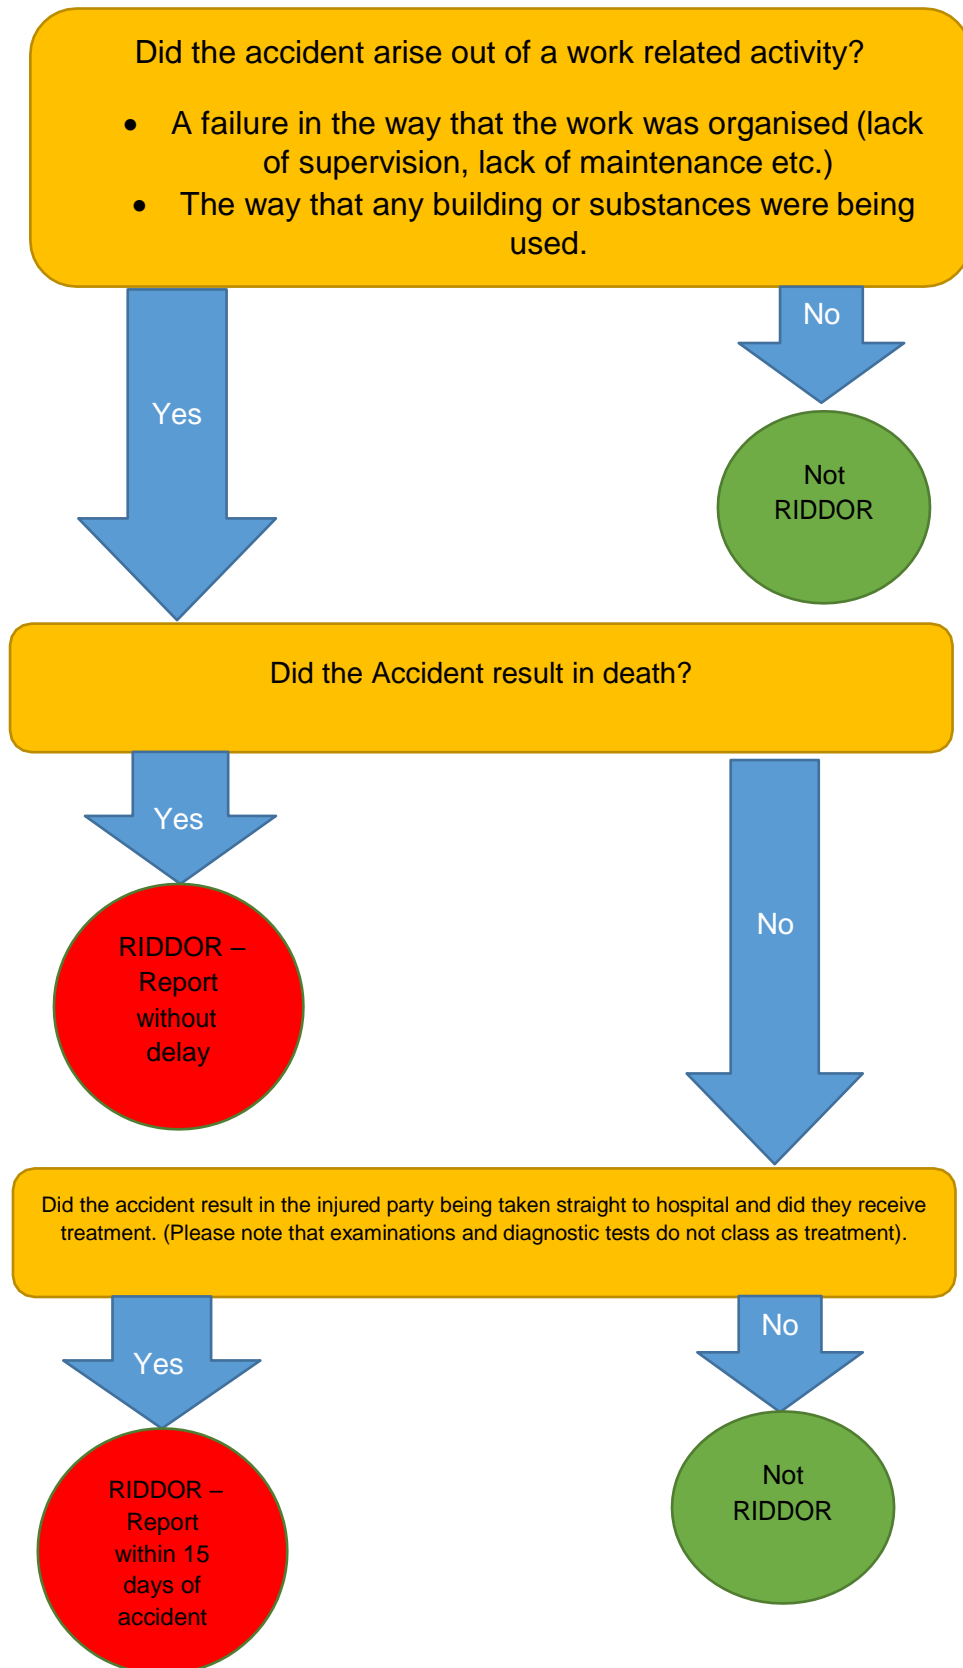 Did the accident arise out of a work related activity?
• A failure in the way that the work was organised (lack
of supervision, lack of maintenance etc.)
• The way that any building or substances were being
used.
No
Yes
Not
RIDDOR
Did the Accident result in death?
Yes
No
RIDDOR –
Report
without
delay
Did the accident result in the injured party being taken straight to hospital and did they receive
treatment. (Please note that examinations and diagnostic tests do not class as treatment).
No
Yes
Not
RIDDOR
RIDDOR –
Report
within 15
days of
accident